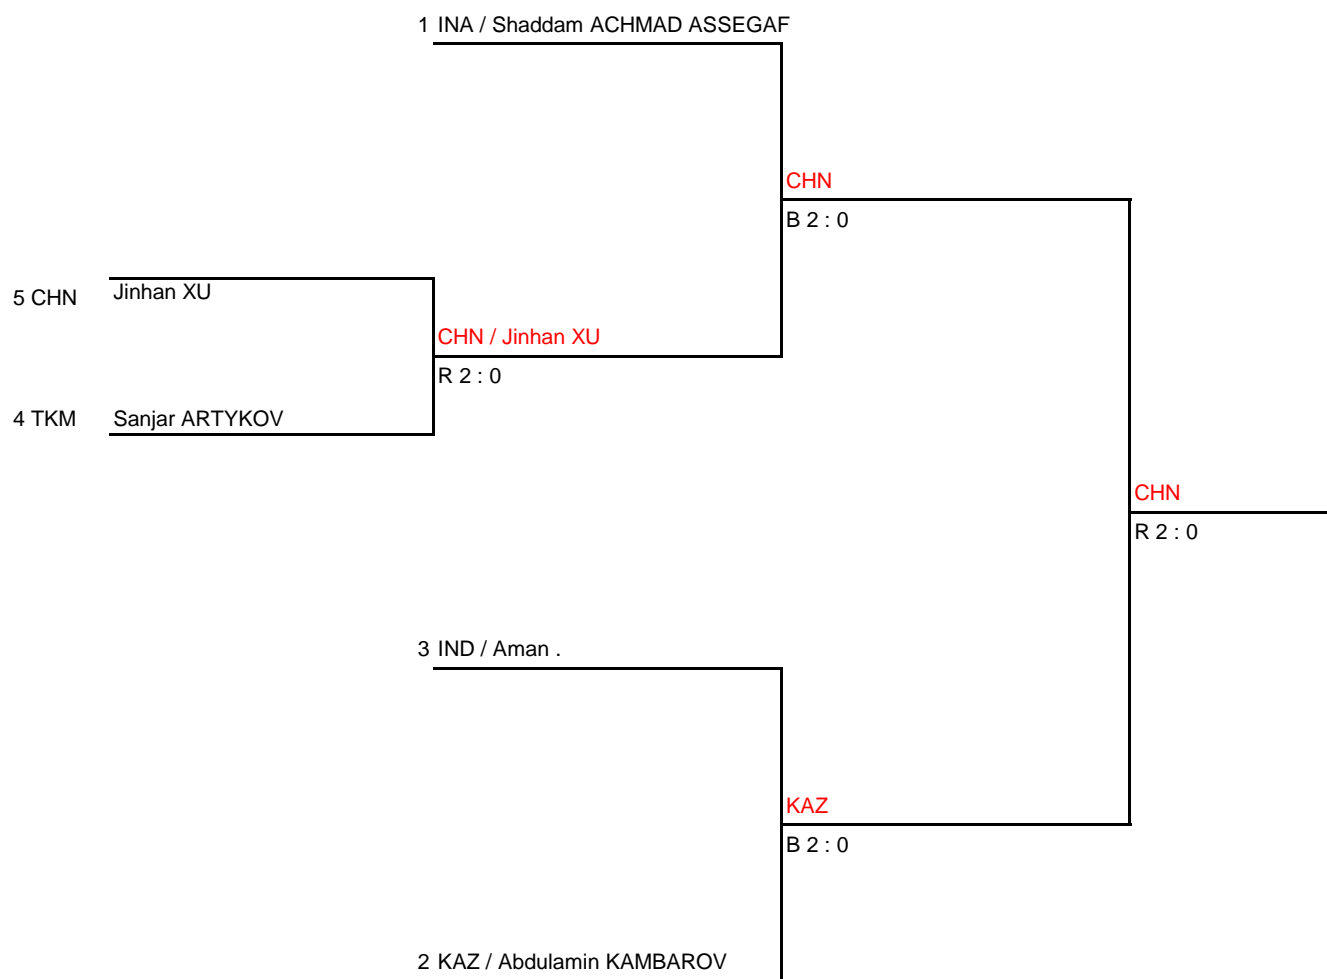 1 INA / Shaddam ACHMAD ASSEGAF
CHN
B 2 : 0
5 CHN Jinhan XU
CHN / Jinhan XU
R 2 : 0
4 TKM Sanjar ARTYKOV
CHN
R 2 : 0
3 IND / Aman .
KAZ
B 2 : 0
2 KAZ / Abdulamin KAMBAROV